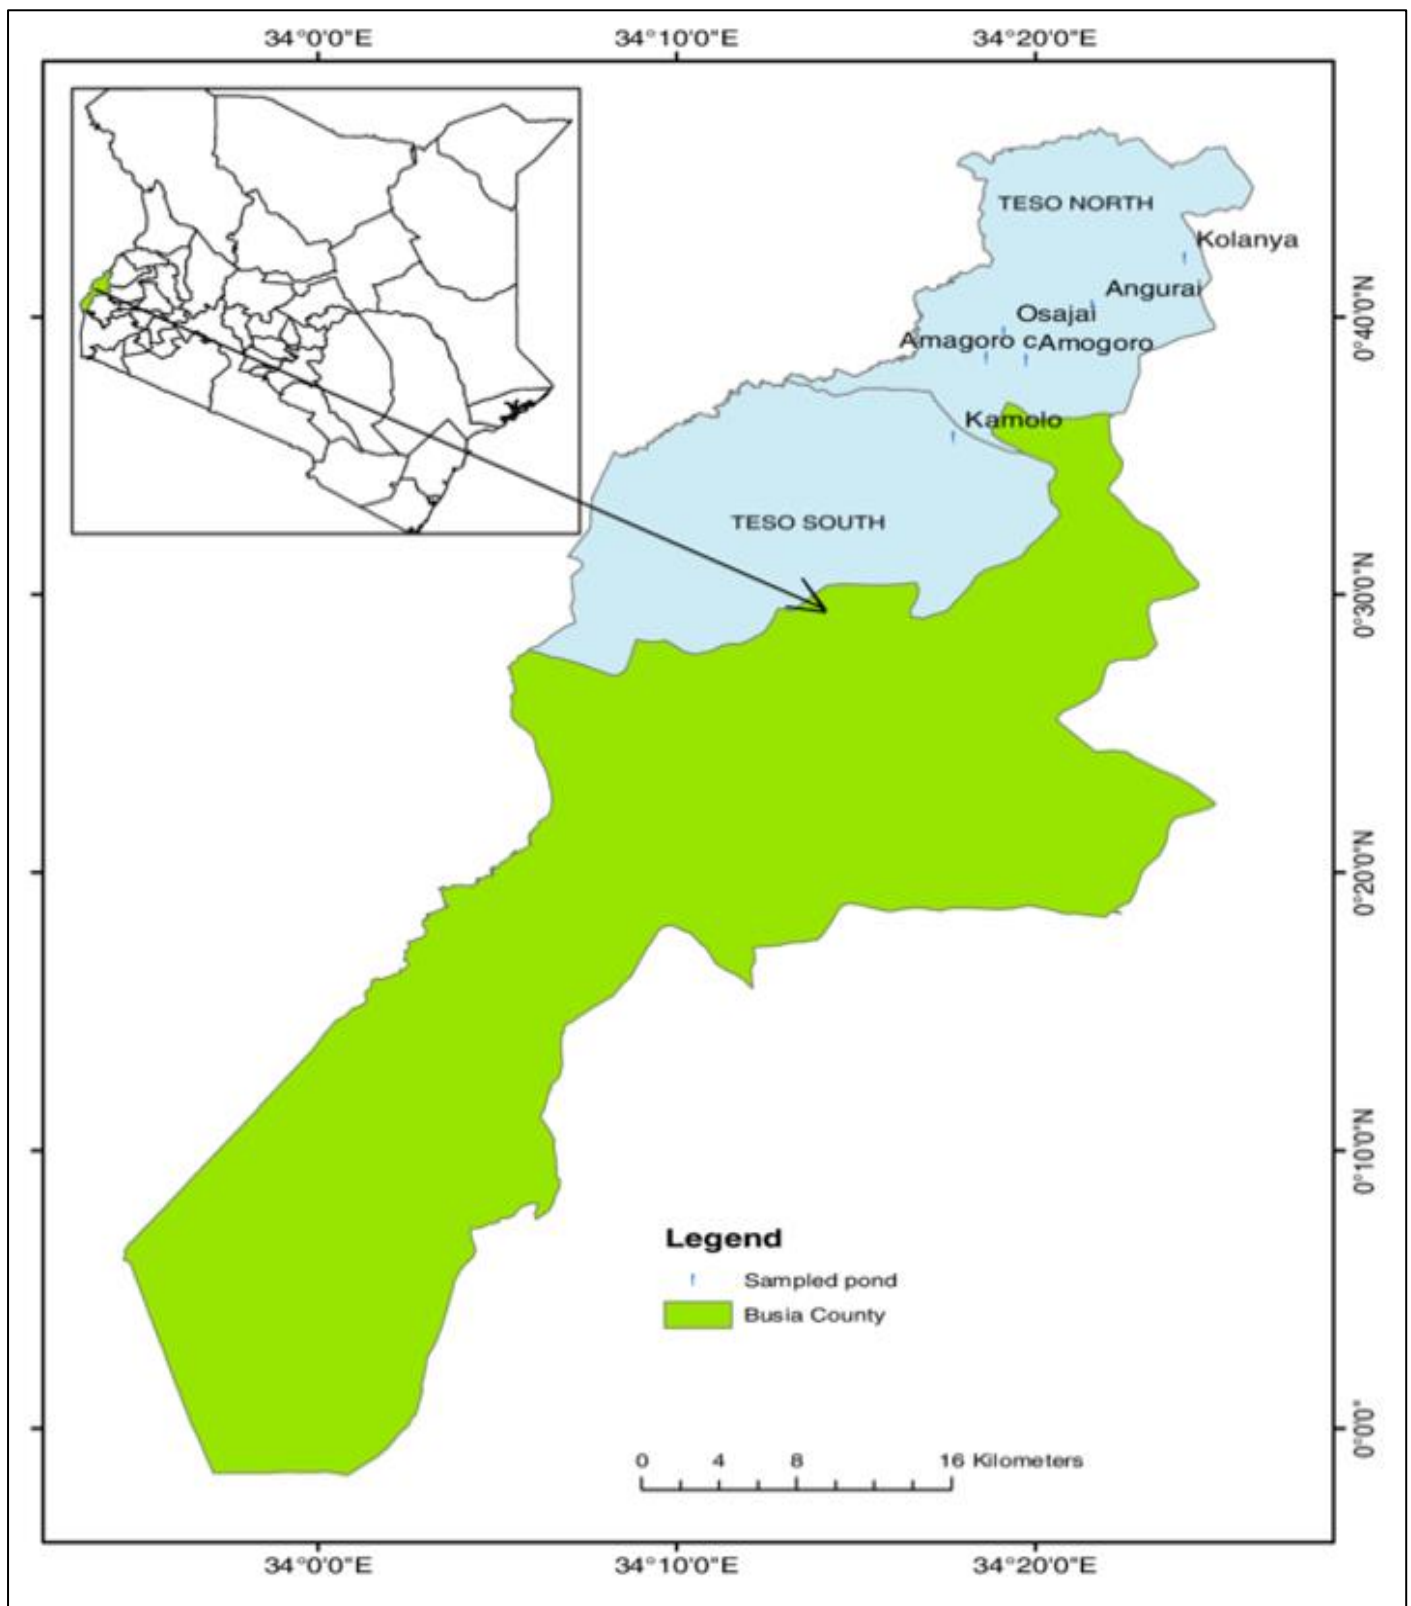 34°0'0"E 34°10'0"E 34°20'0"E
TESO NORTH
Kolanya
Angurai
Osajai
Amagoro cAmogoro
Kamolo
TESO SOUTH
0°40'0"N
0°30'0"N
0°20'0"N
0°10'0"N
0°0'0"
Legend
Sampled pond
Busia County
0 4 8 16 Kilometers
34°0'0"E 34°10'0"E 34°20'0"E